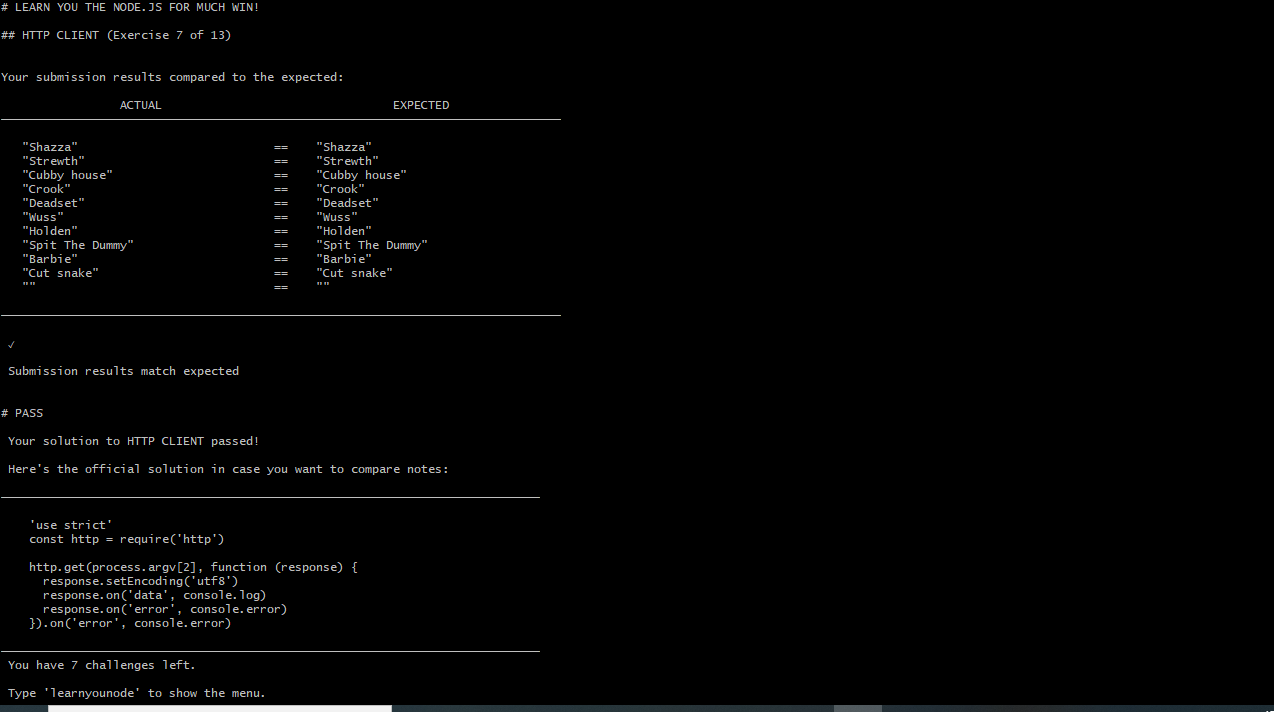 # LEARN YOU THE NODE.JS FOR MUCH WIN!
## HTTP CLIENT (Exercise 7 of 13)
Your submission results compared to the expected:
ACTUAL EXPECTED
"Shazza" == "Shazza"
"Strewth" == "Strewth"
"Cubby house" == "Cubby house"
"Crook" == "Crook"
"Deadset" == "Deadset"
"Wuss" == "Wuss"
"Holden" == "Holden"
"Spit The Dummy" == "Spit The Dummy"
"Barbie" == "Barbie"
"Cut snake" == "Cut snake"
"" == ""
✓
Submission results match expected
# PASS
Your solution to HTTP CLIENT passed!
Here's the official solution in case you want to compare notes:
'use strict'
const http = require('http')
http.get(process.argv[2], function (response) {
response.setEncoding('utf8')
response.on('data', console.log)
response.on('error', console.error)
}).on('error', console.error)
You have 7 challenges left.
Type 'learnyounode' to show the menu.